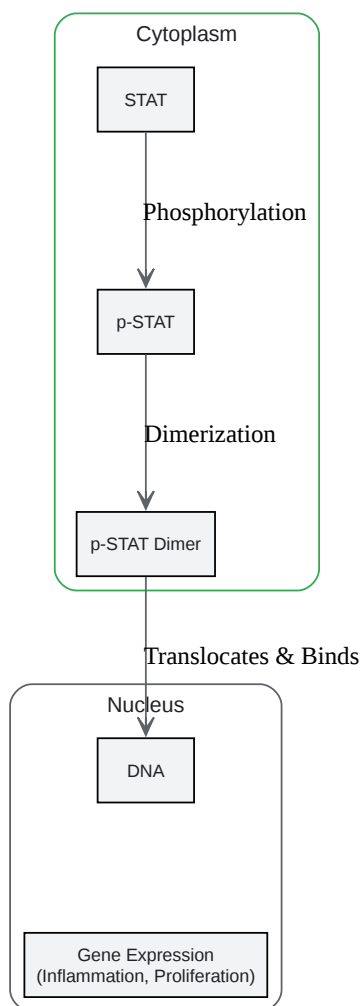 Cytoplasm
STAT
Phosphorylation
p-STAT
Dimerization
p-STAT Dimer
Translocates & Binds
Nucleus
DNA
Gene Expression
(Inflammation, Proliferation)